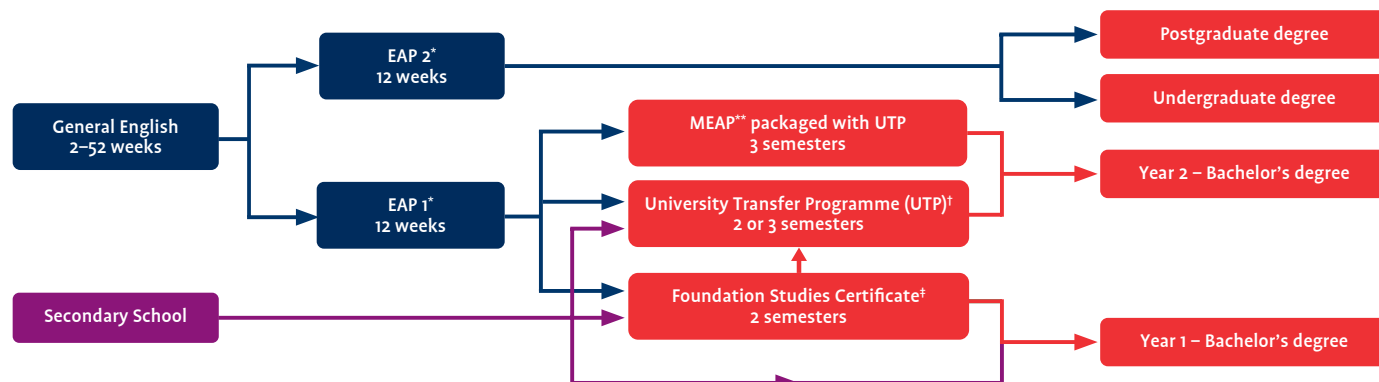 EAP 2*
12 weeks
Postgraduate degree
Undergraduate degree
General English
2–52 weeks
MEAP** packaged with UTP
3 semesters
Year 2 – Bachelor's degree
EAP 1*
12 weeks
University Transfer Programme (UTP)†
2 or 3 semesters
Secondary School
Foundation Studies Certificate‡
2 semesters
Year 1 – Bachelor's degree